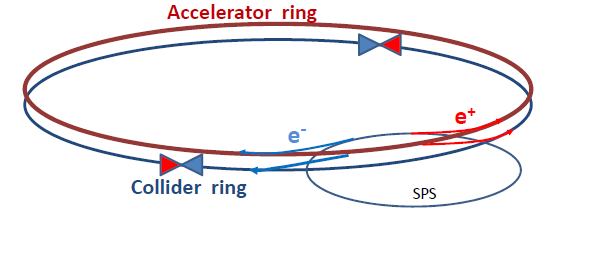 Accelerator ring
e+
e-
Collider ring
SPS